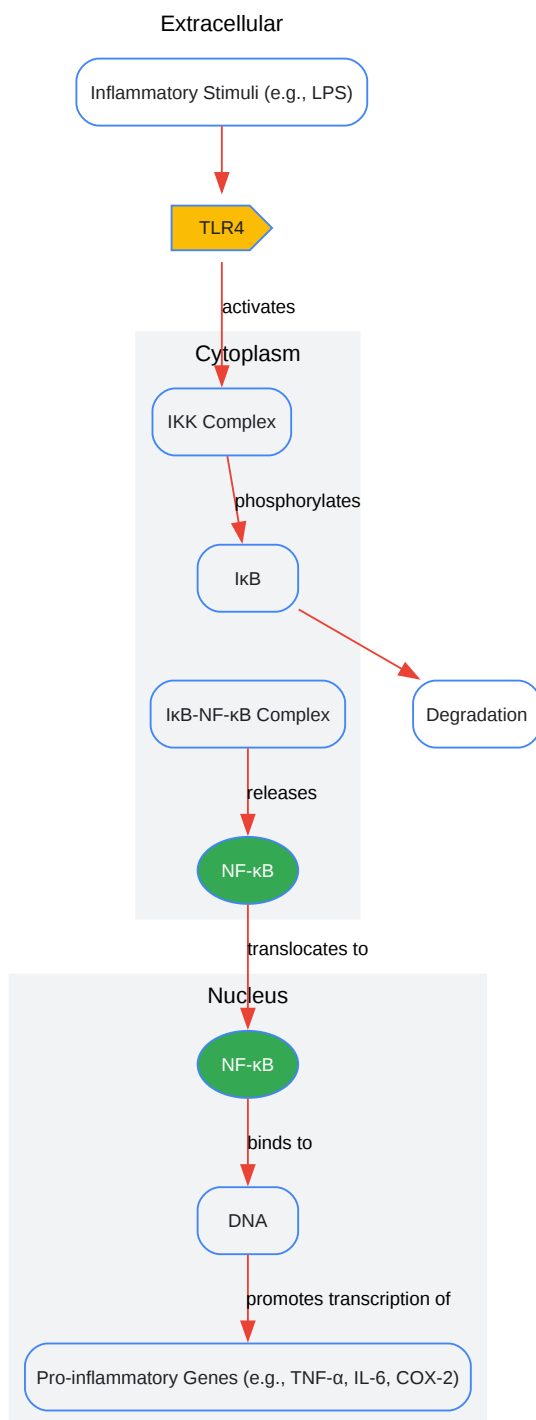 Extracellular
Inflammatory Stimuli (e.g., LPS)
TLR4
activates
Cytoplasm
IKK Complex
phosphorylates
IκB
IκB-NF-κB Complex
Degradation
releases
NF-κB
translocates to
Nucleus
NF-κB
binds to
DNA
promotes transcription of
Pro-inflammatory Genes (e.g., TNF-α, IL-6, COX-2)